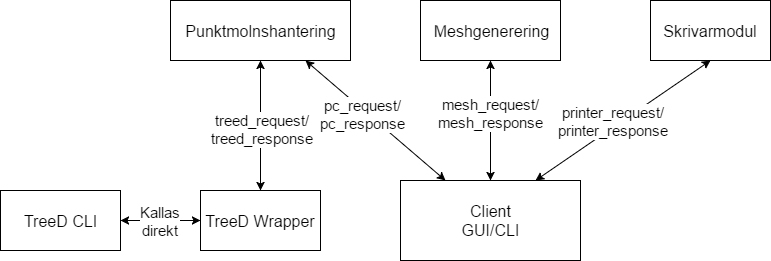 Punktmolnshantering
Meshgenerering
Skrivarmodul
treed_request/
treed_response
pc_request/
pc_response
mesh_request/
mesh_response
printer_request/
printer_response
TreeD CLI
Kallas
direkt
TreeD Wrapper
Client
GUI/CLI